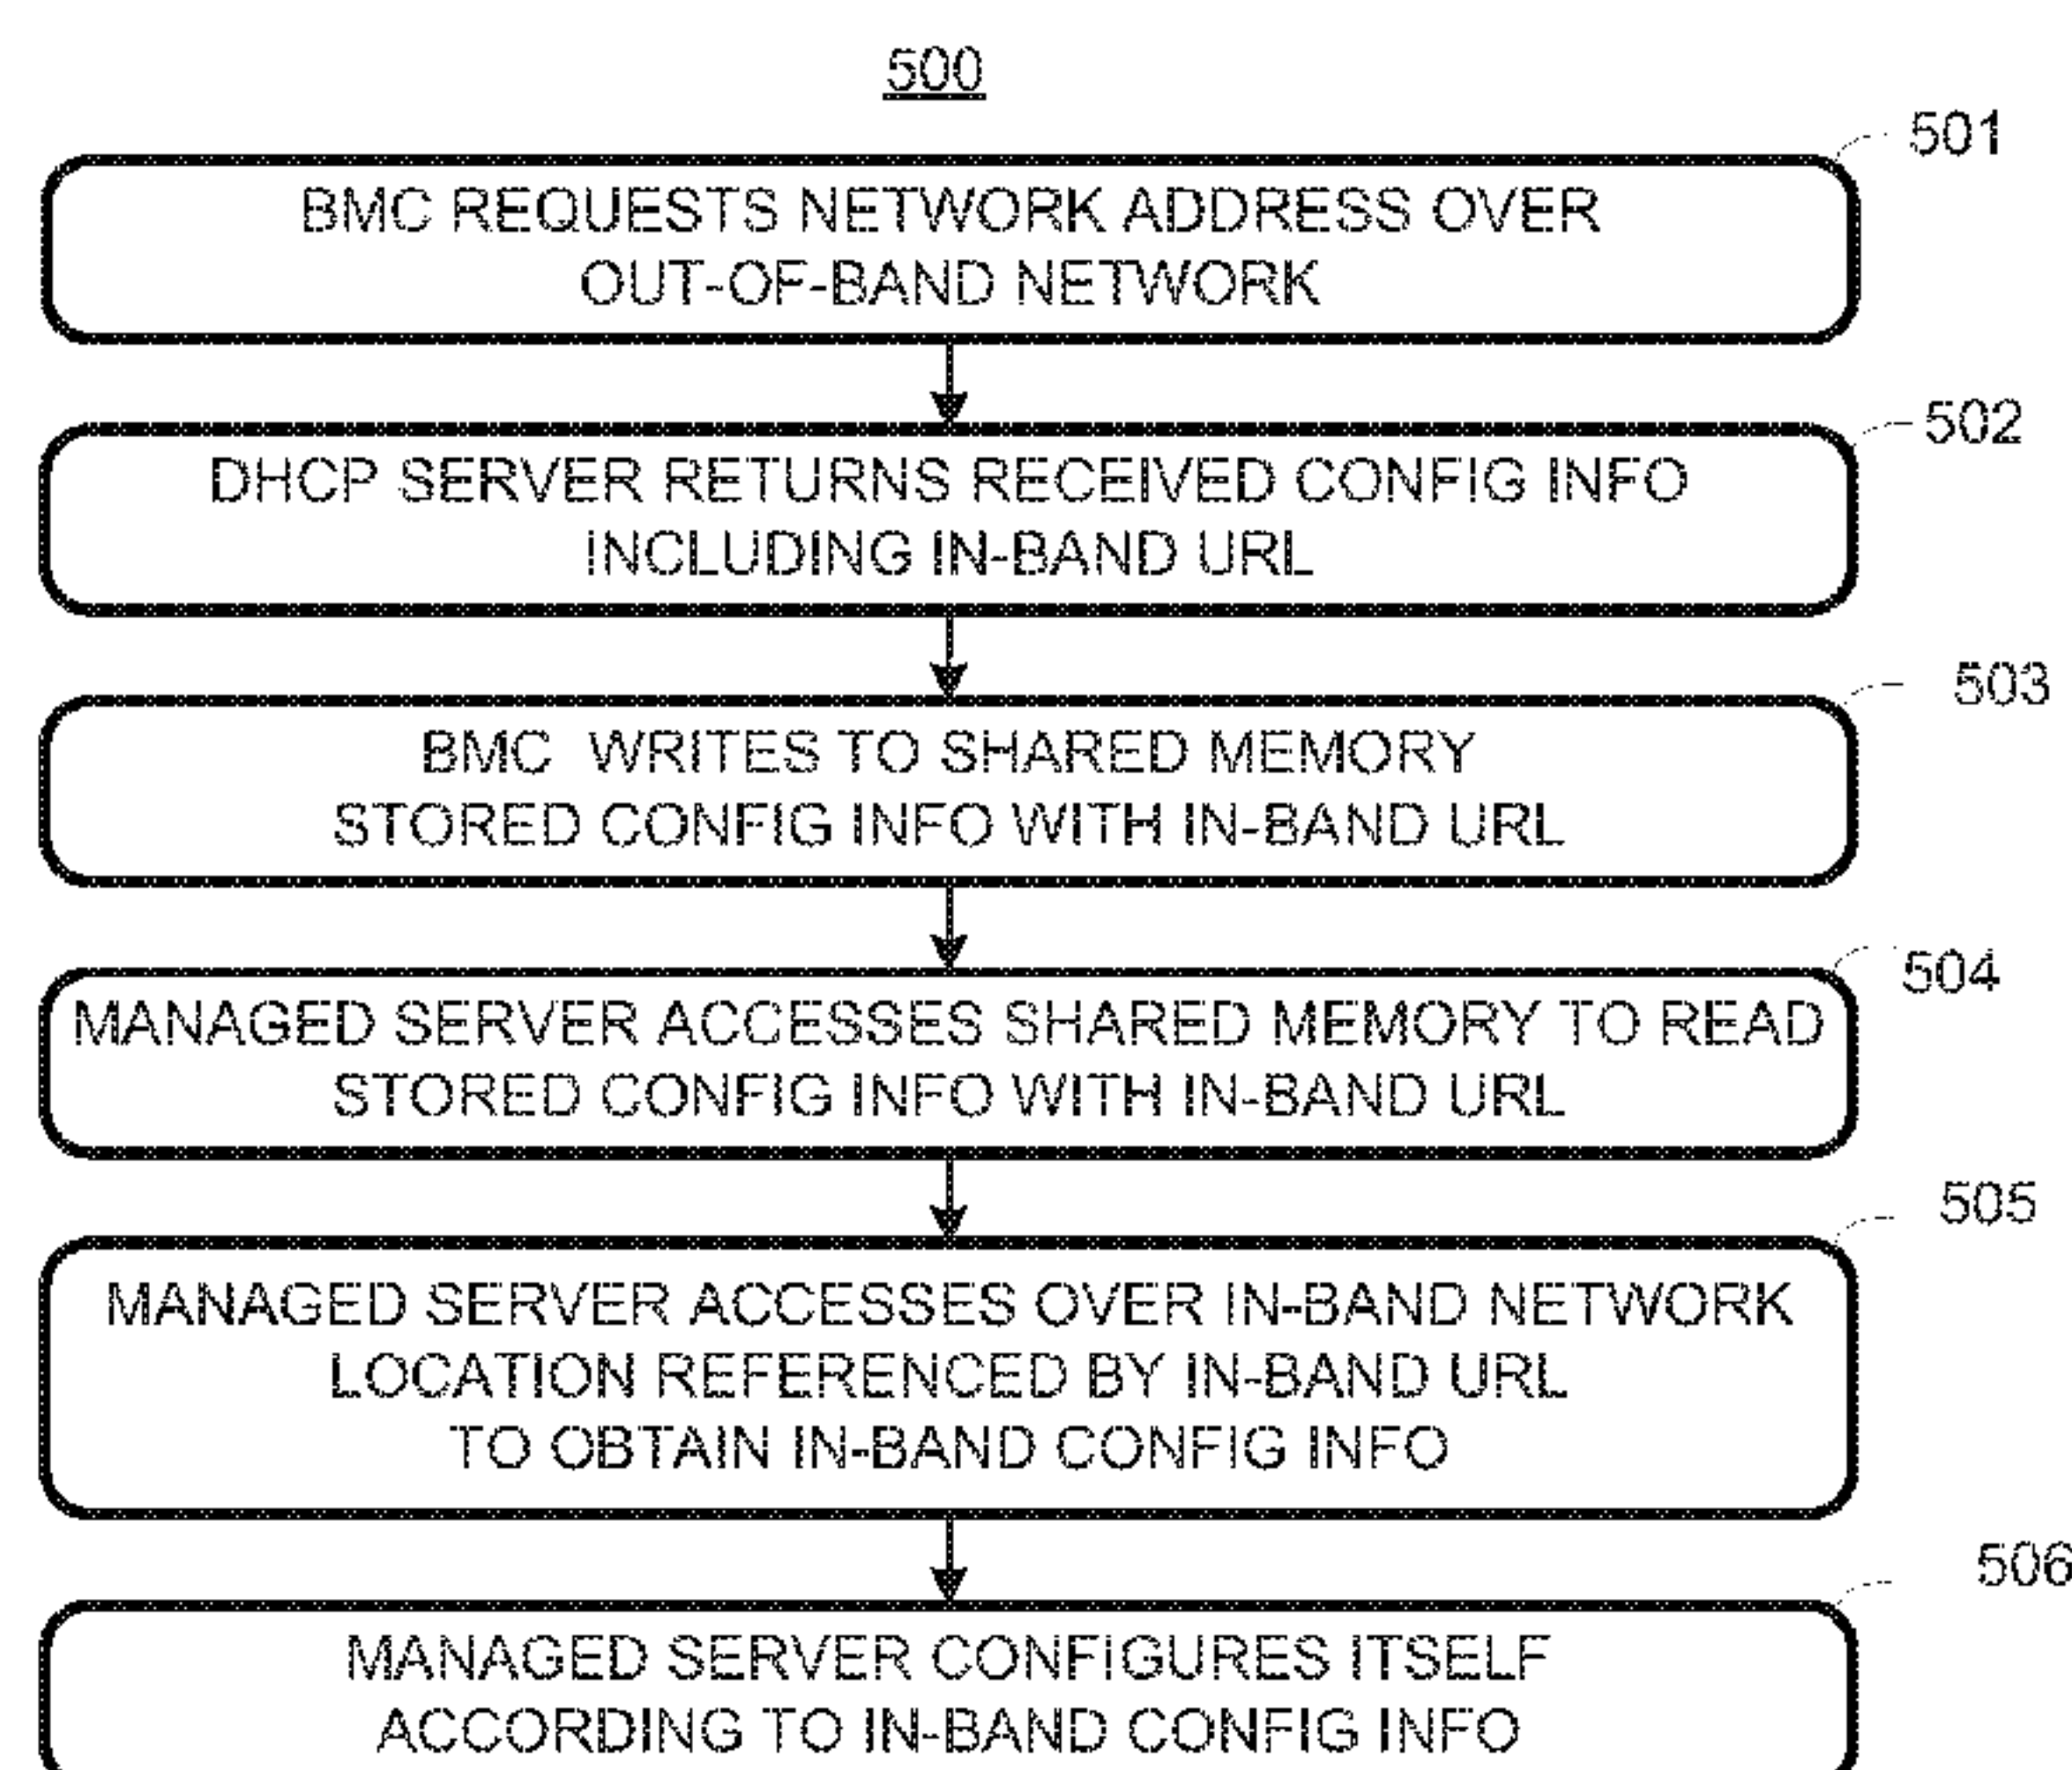 500
501
BMC REQUESTS NETWORK ADDRESS OVER
OUT-OF-BAND NETWORK
502
DHCP SERVER RETURNS RECEIVED CONFIG INFO
INCLUDING IN-BAND URL
503
BMC WRITES TO SHARED MEMORY
STORED CONFIG INFO WITH IN-BAND URL
504
MANAGED SERVER ACCESSES SHARED MEMORY TO READ
STORED CONFIG INFO WITH IN-BAND URL
505
MANAGED SERVER ACCESSES OVER IN-BAND NETWORK
LOCATION REFERENCED BY IN-BAND URL
TO OBTAIN IN-BAND CONFIG INFO
506
MANAGED SERVER CONFIGURES ITSELF
ACCORDING TO IN-BAND CONFIG INFO